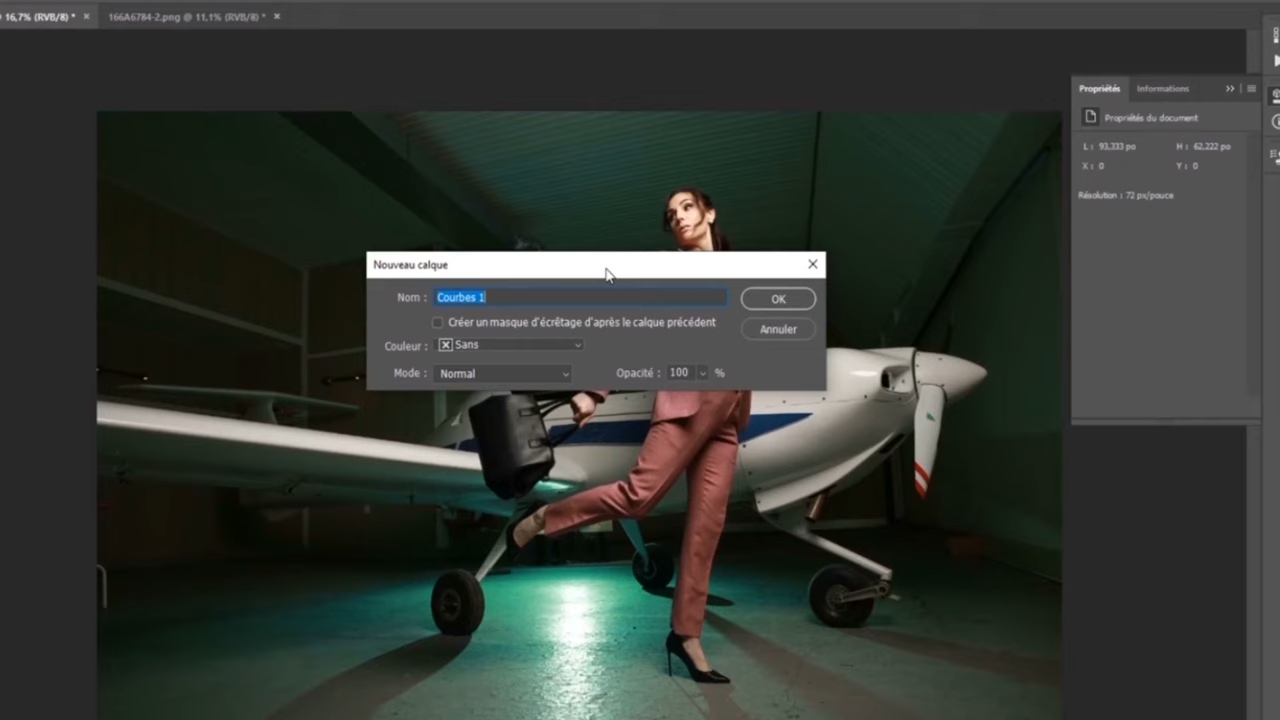 16,7% (RVB/8) * ×
166A6784-2.png @ 11,1% (RVB/8) * ×
Propriétés
Informations
Propriétés du document
L : 93,333 po
H : 62,222 po
X : 0
Y : 0
Résolution : 72 px/pouce
Nouveau calque
Nom :
Courbes 1
OK
Créer un masque d'écrêtage d'après le calque précédent
Annuler
Couleur :
Sans
Mode :
Normal
Opacité :
100
%